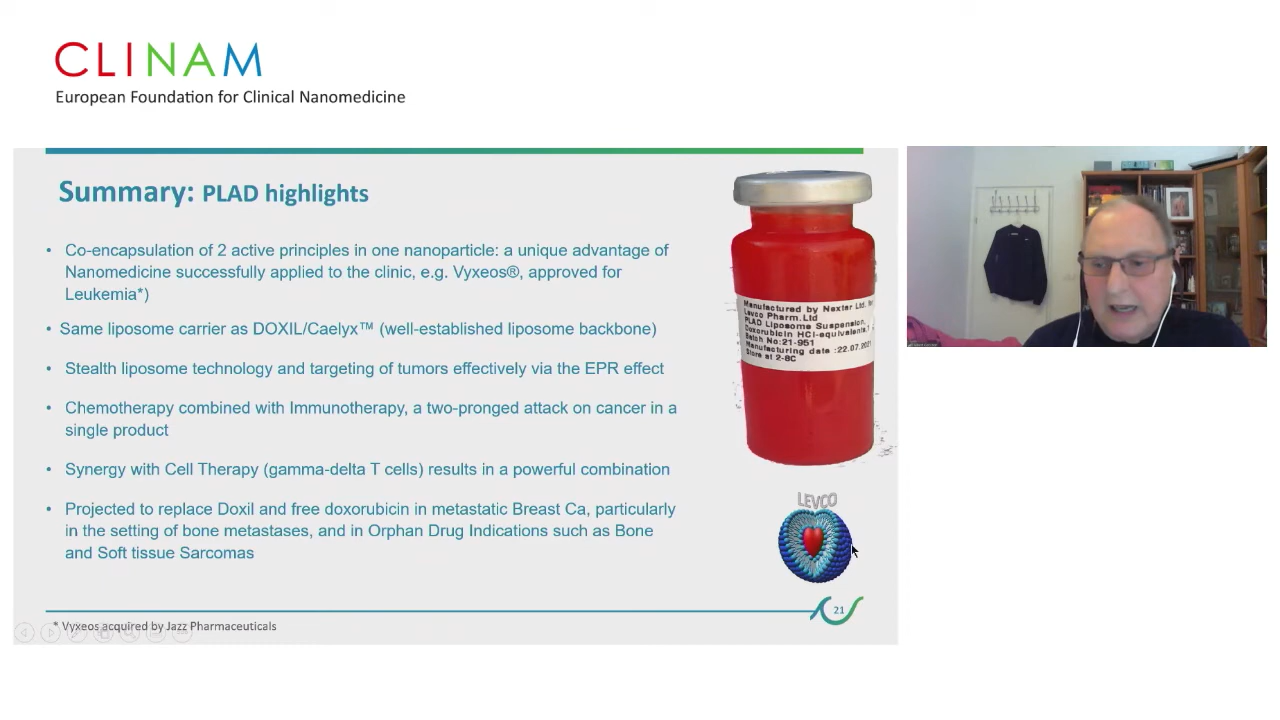 CLINAM
European Foundation for Clinical Nanomedicine
Summary: PLAD highlights
• Co-encapsulation of 2 active principles in one nanoparticle: a unique advantage of
Nanomedicine successfully applied to the clinic, e.g. Vyxeos®, approved for
Leukemia*)
• Same liposome carrier as DOXIL/Caelyx™ (well-established liposome backbone)
• Stealth liposome technology and targeting of tumors effectively via the EPR effect
• Chemotherapy combined with Immunotherapy, a two-pronged attack on cancer in a
single product
• Synergy with Cell Therapy (gamma-delta T cells) results in a powerful combination
• Projected to replace Doxil and free doxorubicin in metastatic Breast Ca, particularly
in the setting of bone metastases, and in Orphan Drug Indications such as Bone
and Soft tissue Sarcomas
Manufactured by Nexter Ltd. for
Levco Pharm.Ltd
PLAD Liposome Suspension,
Doxorubicin HCl-equivalents,
Batch No:21-951
Manufacturing date :22.07.2021
Store at 2-8C
LEVCO
21
* Vyxeos acquired by Jazz Pharmaceuticals